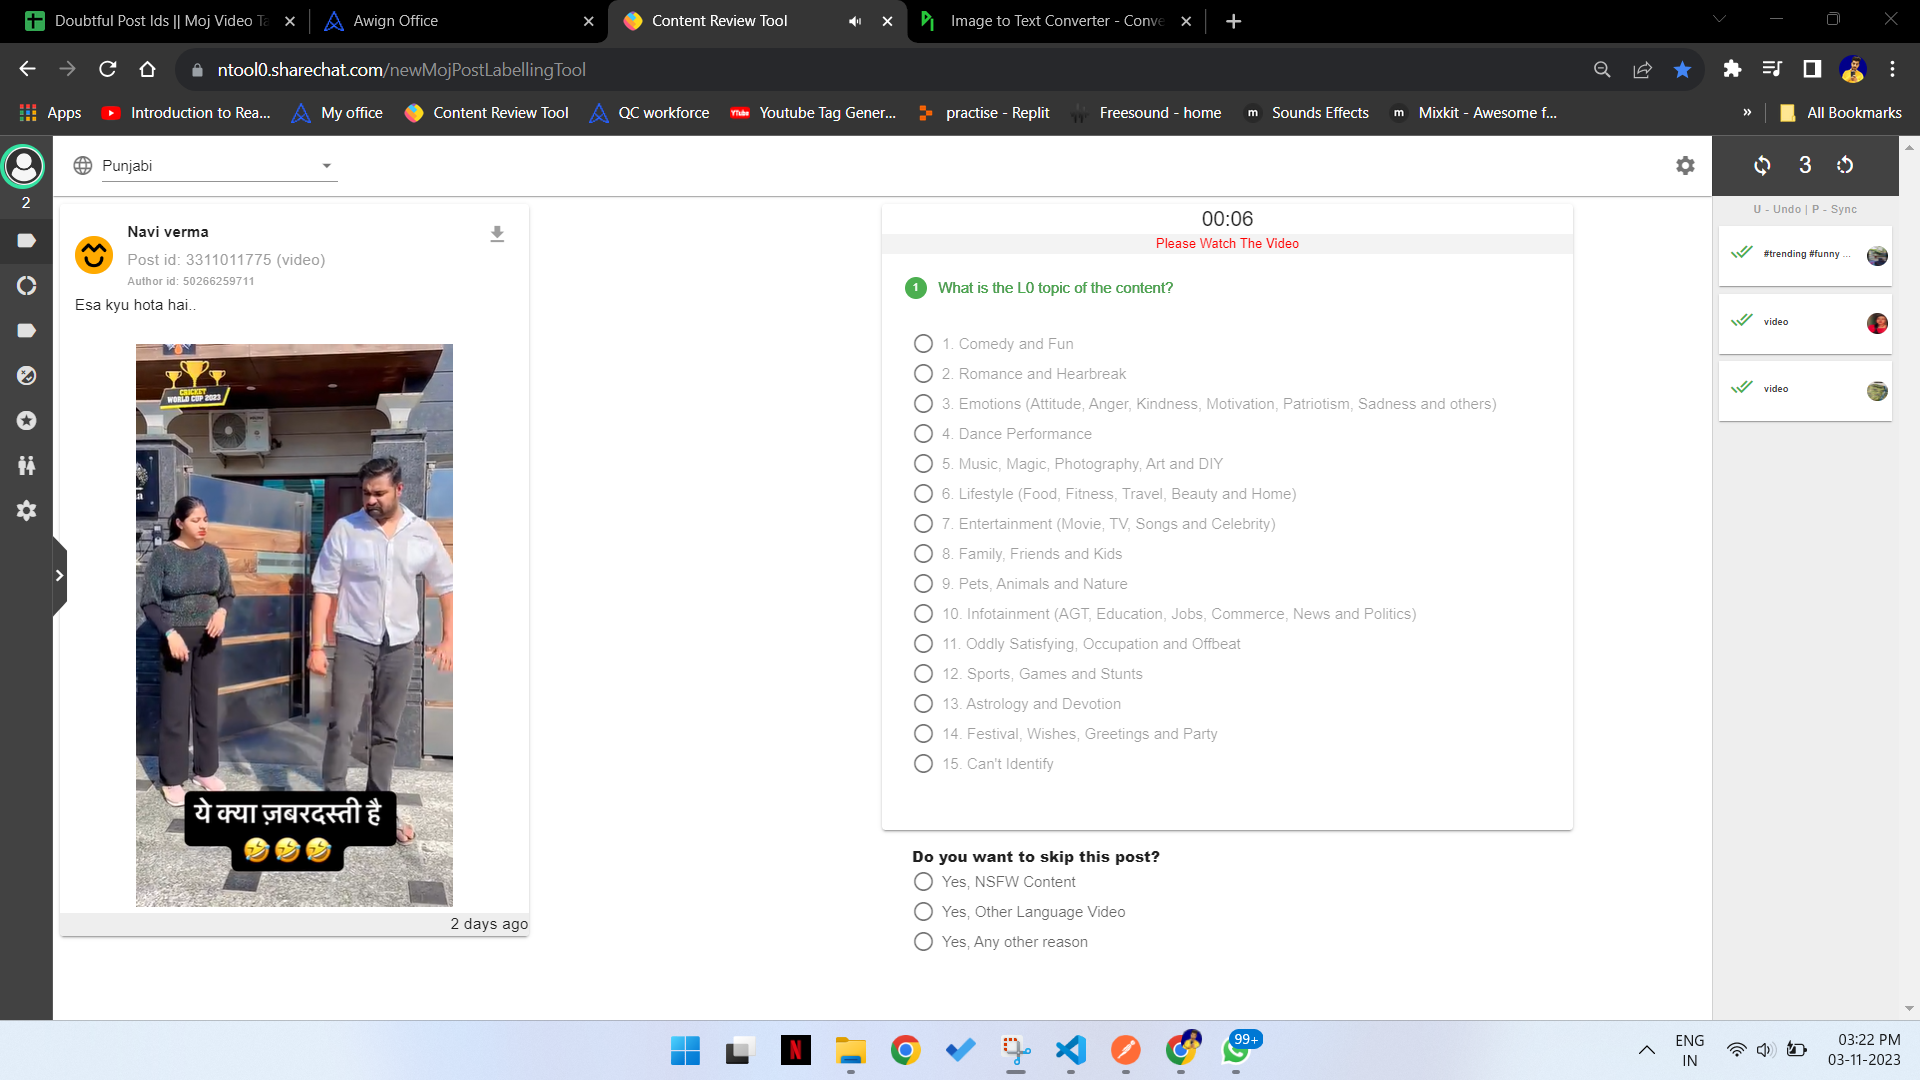 Doubtful Post Ids || Moj Video Ta
Awign Office
Content Review Tool
Image to Text Converter - Conve
ntool0.sharechat.com/newMojPostLabellingTool
Apps
Introduction to Rea...
My office
Content Review Tool
QC workforce
Youtube Tag Gener...
practise - Replit
Freesound - home
Sounds Effects
Mixkit - Awesome f...
»
All Bookmarks
2
Punjabi
3
U - Undo | P - Sync
#trending #funny ...
video
video
Navi verma
Post id: 3311011775 (video)
Author id: 50266259711
Esa kyu hota hai..
CRICKET
WORLD CUP 2023
ये क्या ज़बरदस्ती है
🤣🤣🤣
2 days ago
00:06
Please Watch The Video
1 What is the L0 topic of the content?
1. Comedy and Fun
2. Romance and Hearbreak
3. Emotions (Attitude, Anger, Kindness, Motivation, Patriotism, Sadness and others)
4. Dance Performance
5. Music, Magic, Photography, Art and DIY
6. Lifestyle (Food, Fitness, Travel, Beauty and Home)
7. Entertainment (Movie, TV, Songs and Celebrity)
8. Family, Friends and Kids
9. Pets, Animals and Nature
10. Infotainment (AGT, Education, Jobs, Commerce, News and Politics)
11. Oddly Satisfying, Occupation and Offbeat
12. Sports, Games and Stunts
13. Astrology and Devotion
14. Festival, Wishes, Greetings and Party
15. Can't Identify
Do you want to skip this post?
Yes, NSFW Content
Yes, Other Language Video
Yes, Any other reason
99+
ENG
IN
03:22 PM
03-11-2023